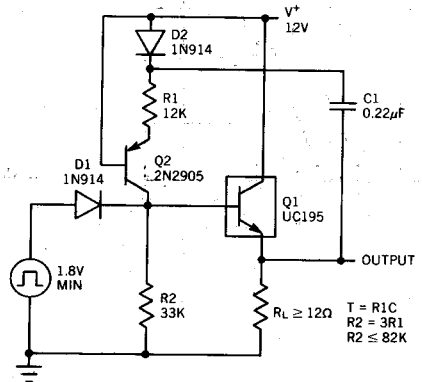 V+
12V
D2
1N914
R1
12K
C1
0.22µF
Q2
2N2905
D1
1N914
Q1
UC195
1.8V
MIN
R2
33K
OUTPUT
RL ≥ 12Ω
T = R1C
R2 = 3R1
R2 ≤ 82K